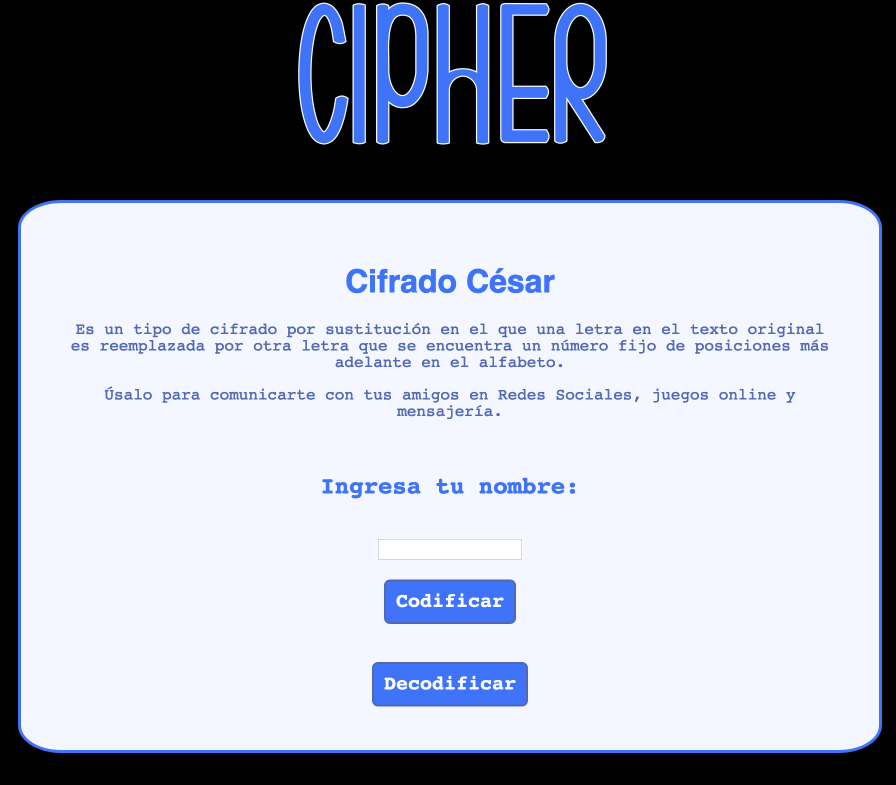 CIPHER
Cifrado César
Es un tipo de cifrado por sustitución en el que una letra en el texto original
es reemplazada por otra letra que se encuentra un número fijo de posiciones más
adelante en el alfabeto.
Úsalo para comunicarte con tus amigos en Redes Sociales, juegos online y
mensajería.
Ingresa tu nombre:
Codificar
Decodificar